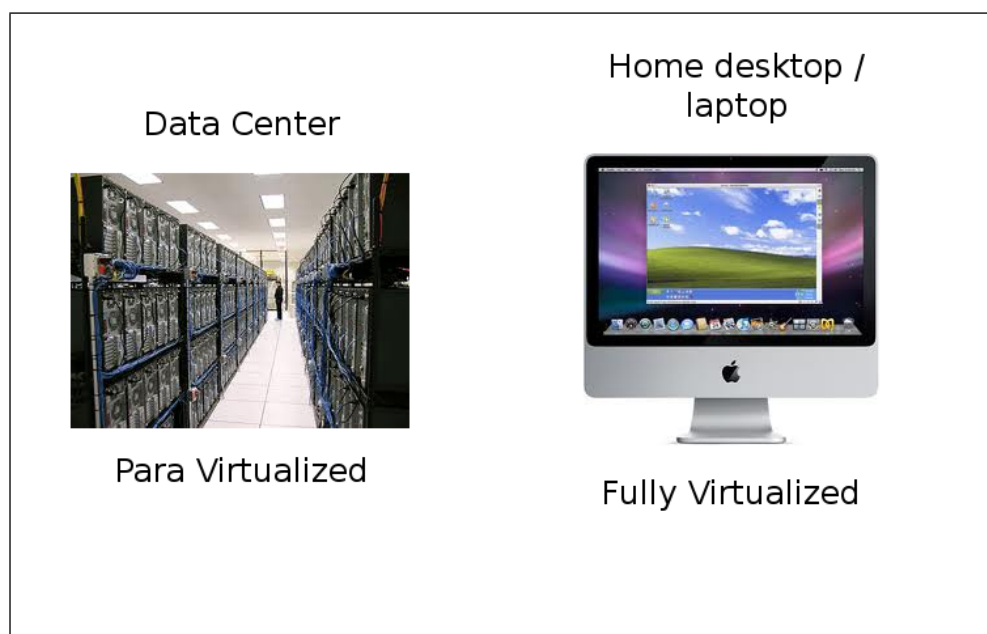 Data Center
Home desktop /
laptop
Para Virtualized
Fully Virtualized